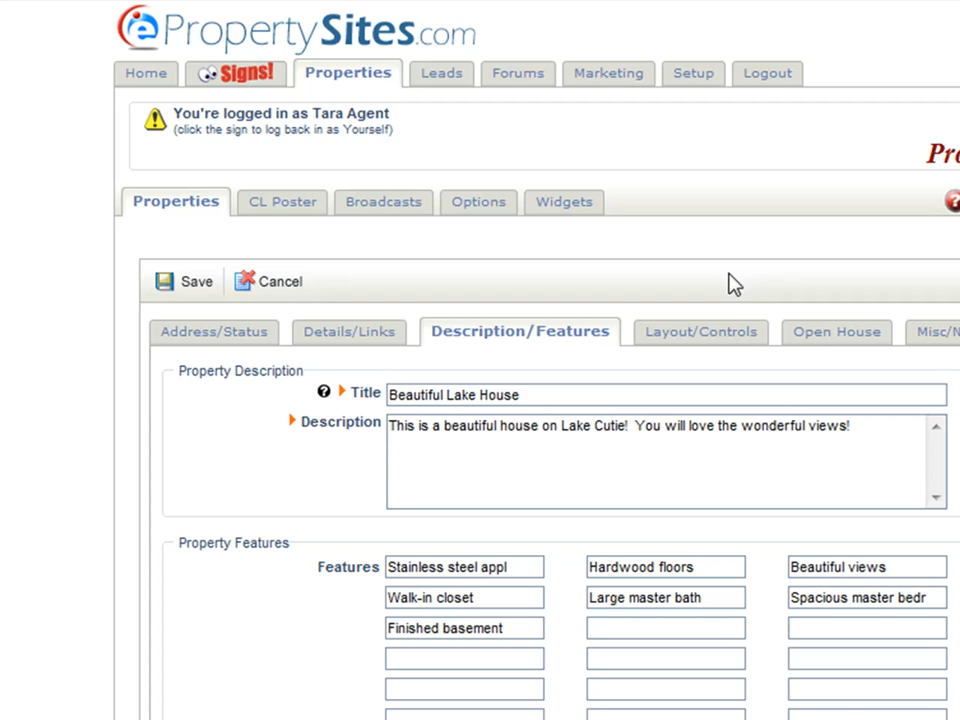 ePropertySites.com
Home Signs! Properties Leads Forums Marketing Setup Logout
You're logged in as Tara Agent
(click the sign to log back in as Yourself)
Properties CL Poster Broadcasts Options Widgets
Save Cancel
Address/Status Details/Links Description/Features Layout/Controls Open House
Property Description
Title Beautiful Lake House
Description This is a beautiful house on Lake Cutie! You will love the wonderful views!
Property Features
Features Stainless steel appl Hardwood floors Beautiful views
Walk-in closet Large master bath Spacious master bedr
Finished basement